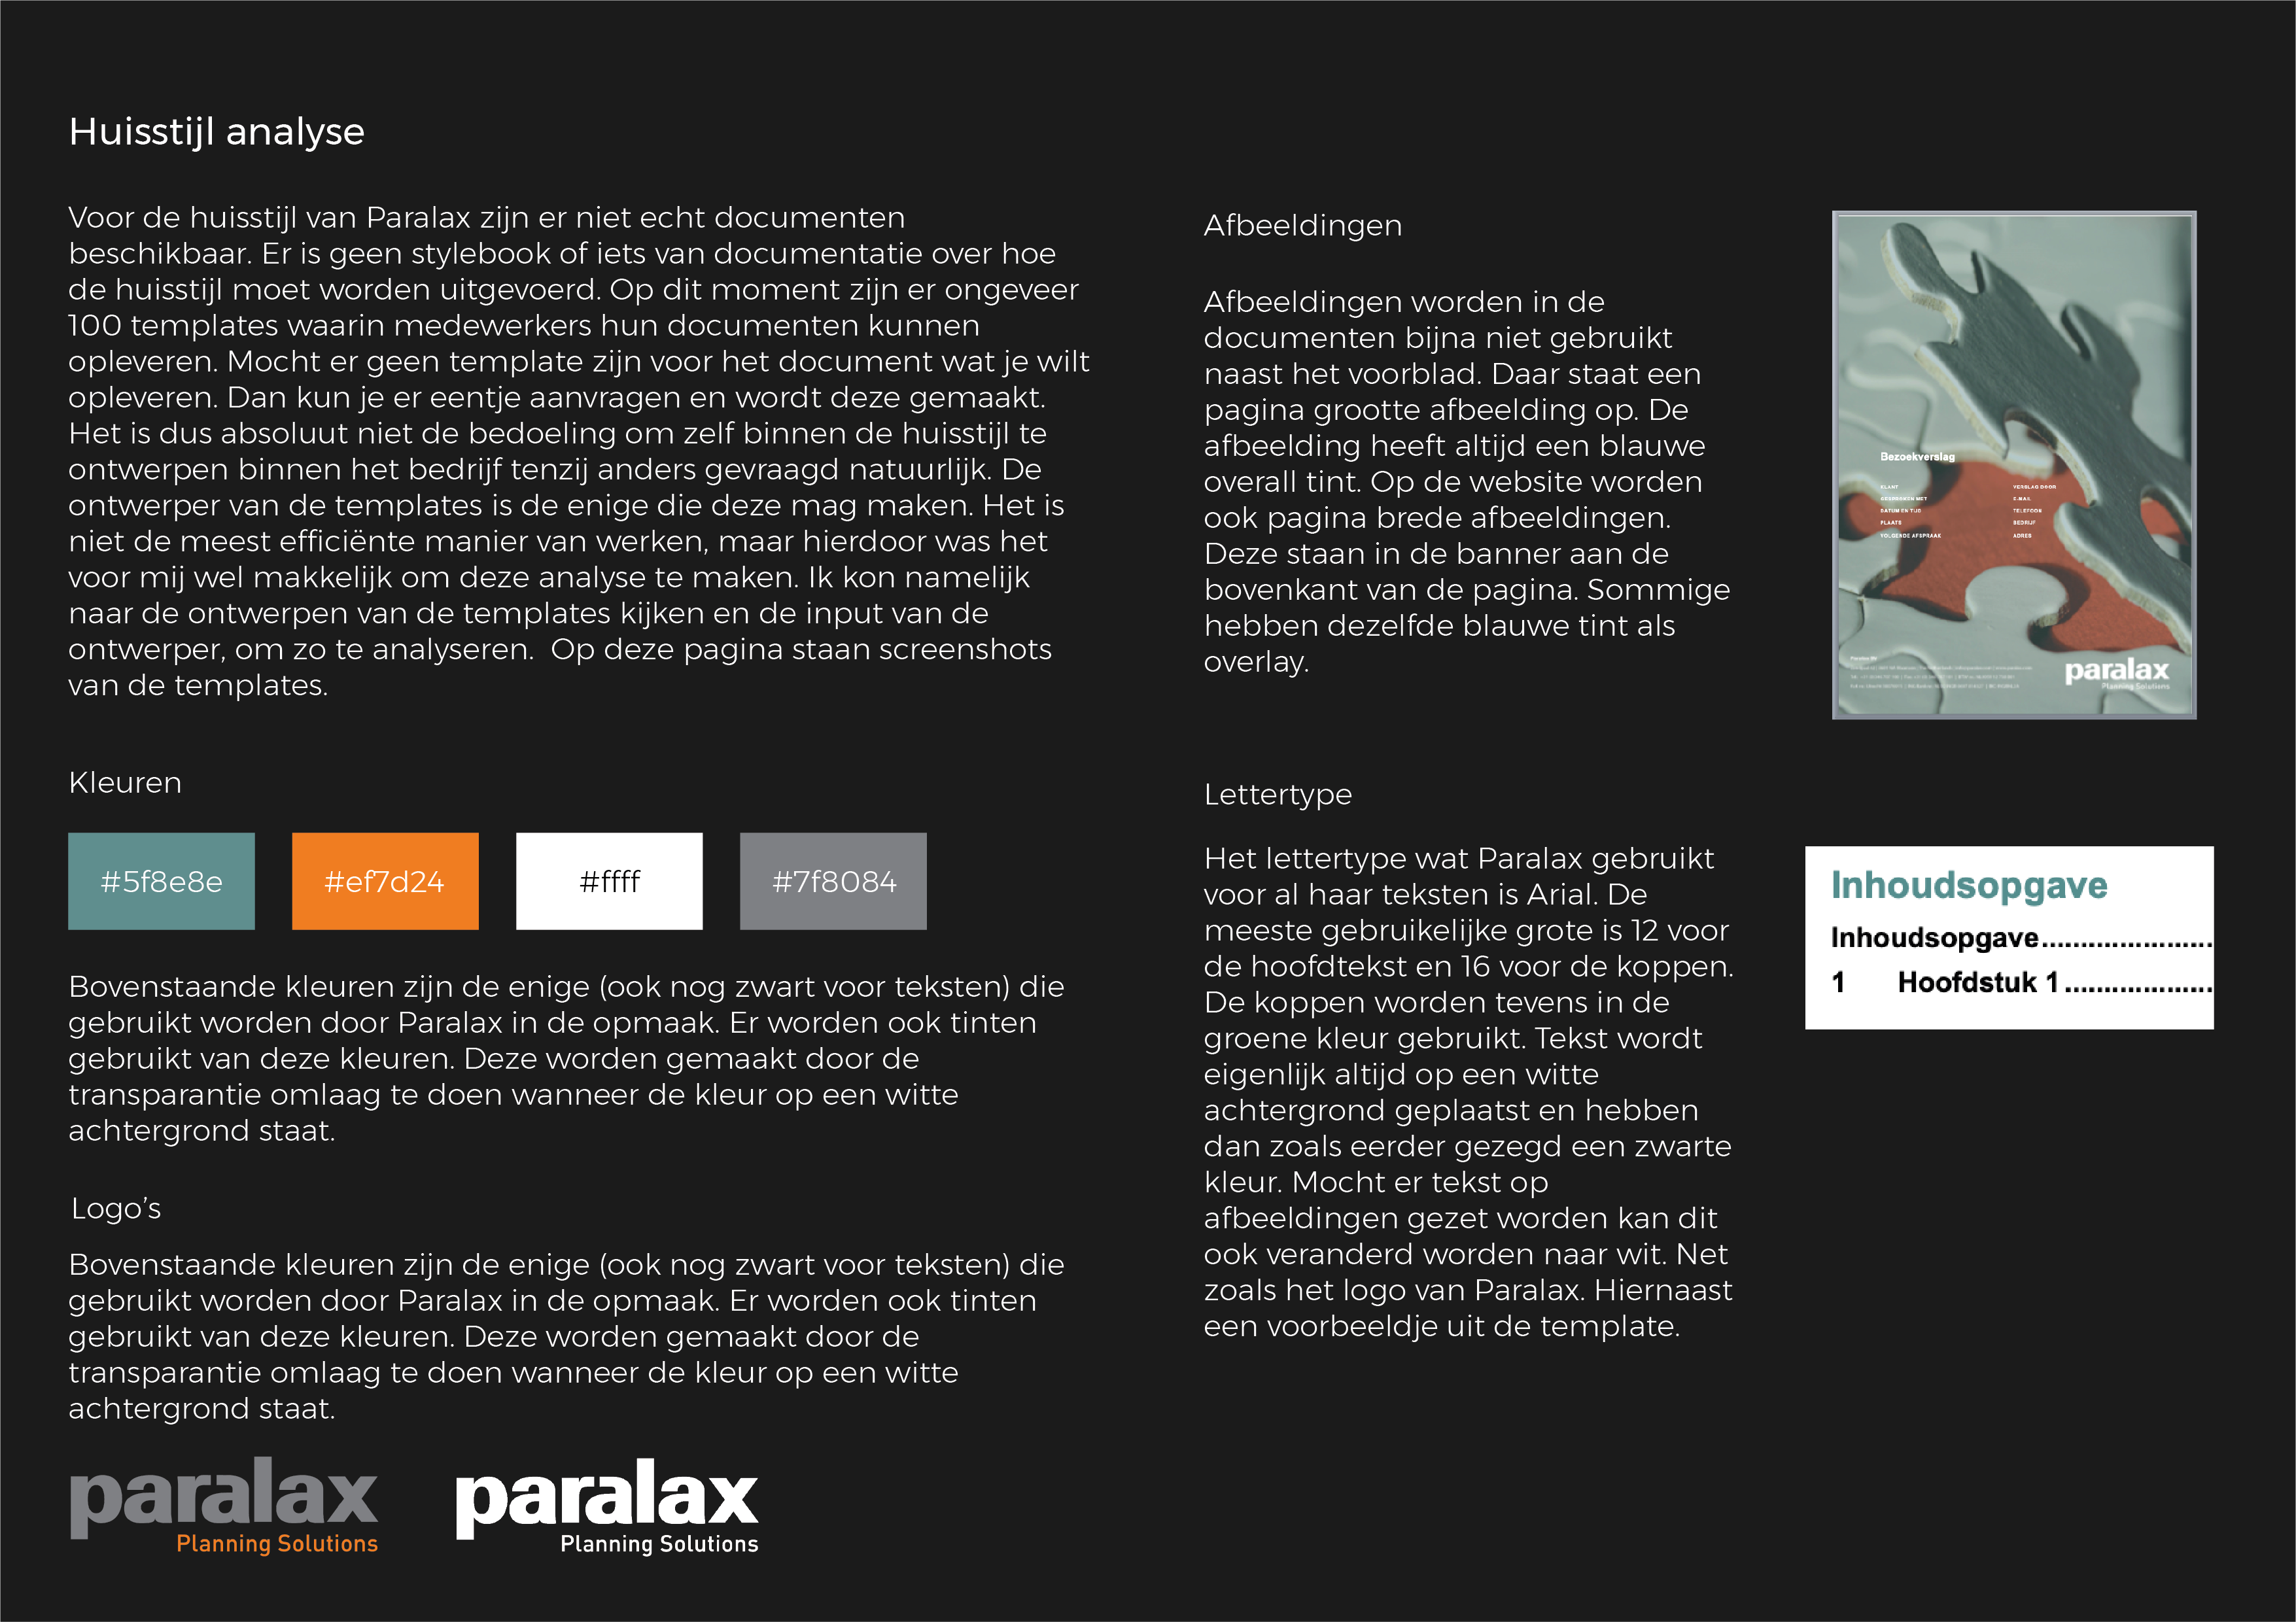 Huisstijl analyse
Voor de huisstijl van Paralax zijn er niet echt documenten
beschikbaar. Er is geen stylebook of iets van documentatie over hoe
de huisstijl moet worden uitgevoerd. Op dit moment zijn er ongeveer
100 templates waarin medewerkers hun documenten kunnen
opleveren. Mocht er geen template zijn voor het document wat je wilt
opleveren. Dan kun je er eentje aanvragen en wordt deze gemaakt.
Het is dus absoluut niet de bedoeling om zelf binnen de huisstijl te
ontwerpen binnen het bedrijf tenzij anders gevraagd natuurlijk. De
ontwerper van de templates is de enige die deze mag maken. Het is
niet de meest efficiënte manier van werken, maar hierdoor was het
voor mij wel makkelijk om deze analyse te maken. Ik kon namelijk
naar de ontwerpen van de templates kijken en de input van de
ontwerper, om zo te analyseren.  Op deze pagina staan screenshots
van de templates.
Kleuren
#5f8e8e
#ef7d24
#ffff
#7f8084
Bovenstaande kleuren zijn de enige (ook nog zwart voor teksten) die
gebruikt worden door Paralax in de opmaak. Er worden ook tinten
gebruikt van deze kleuren. Deze worden gemaakt door de
transparantie omlaag te doen wanneer de kleur op een witte
achtergrond staat.
Logo's
Bovenstaande kleuren zijn de enige (ook nog zwart voor teksten) die
gebruikt worden door Paralax in de opmaak. Er worden ook tinten
gebruikt van deze kleuren. Deze worden gemaakt door de
transparantie omlaag te doen wanneer de kleur op een witte
achtergrond staat.
paralax
Planning Solutions
paralax
Planning Solutions
Afbeeldingen
Afbeeldingen worden in de
documenten bijna niet gebruikt
naast het voorblad. Daar staat een
pagina grootte afbeelding op. De
afbeelding heeft altijd een blauwe
overall tint. Op de website worden
ook pagina brede afbeeldingen.
Deze staan in de banner aan de
bovenkant van de pagina. Sommige
hebben dezelfde blauwe tint als
overlay.
Bezoekverslag
KLANT
GESPROKEN MET
DATUM EN TIJD
PLAATS
VOLGENDE AFSPRAAK
VERSLAG DOOR
E-MAIL
TELEFOON
BEDRIJF
ADRES
paralax
Planning Solutions
Lettertype
Het lettertype wat Paralax gebruikt
voor al haar teksten is Arial. De
meeste gebruikelijke grote is 12 voor
de hoofdtekst en 16 voor de koppen.
De koppen worden tevens in de
groene kleur gebruikt. Tekst wordt
eigenlijk altijd op een witte
achtergrond geplaatst en hebben
dan zoals eerder gezegd een zwarte
kleur. Mocht er tekst op
afbeeldingen gezet worden kan dit
ook veranderd worden naar wit. Net
zoals het logo van Paralax. Hiernaast
een voorbeeldje uit de template.
Inhoudsopgave
Inhoudsopgave......................
1 Hoofdstuk 1...................